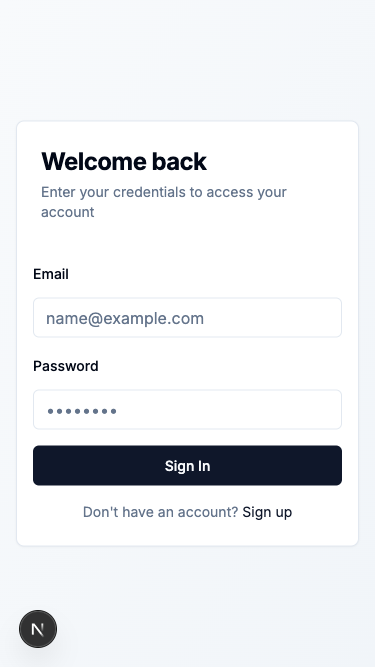 Welcome back
Enter your credentials to access your
account
Email
name@example.com
Password
••••••••
Sign In
Don't have an account? Sign up
N